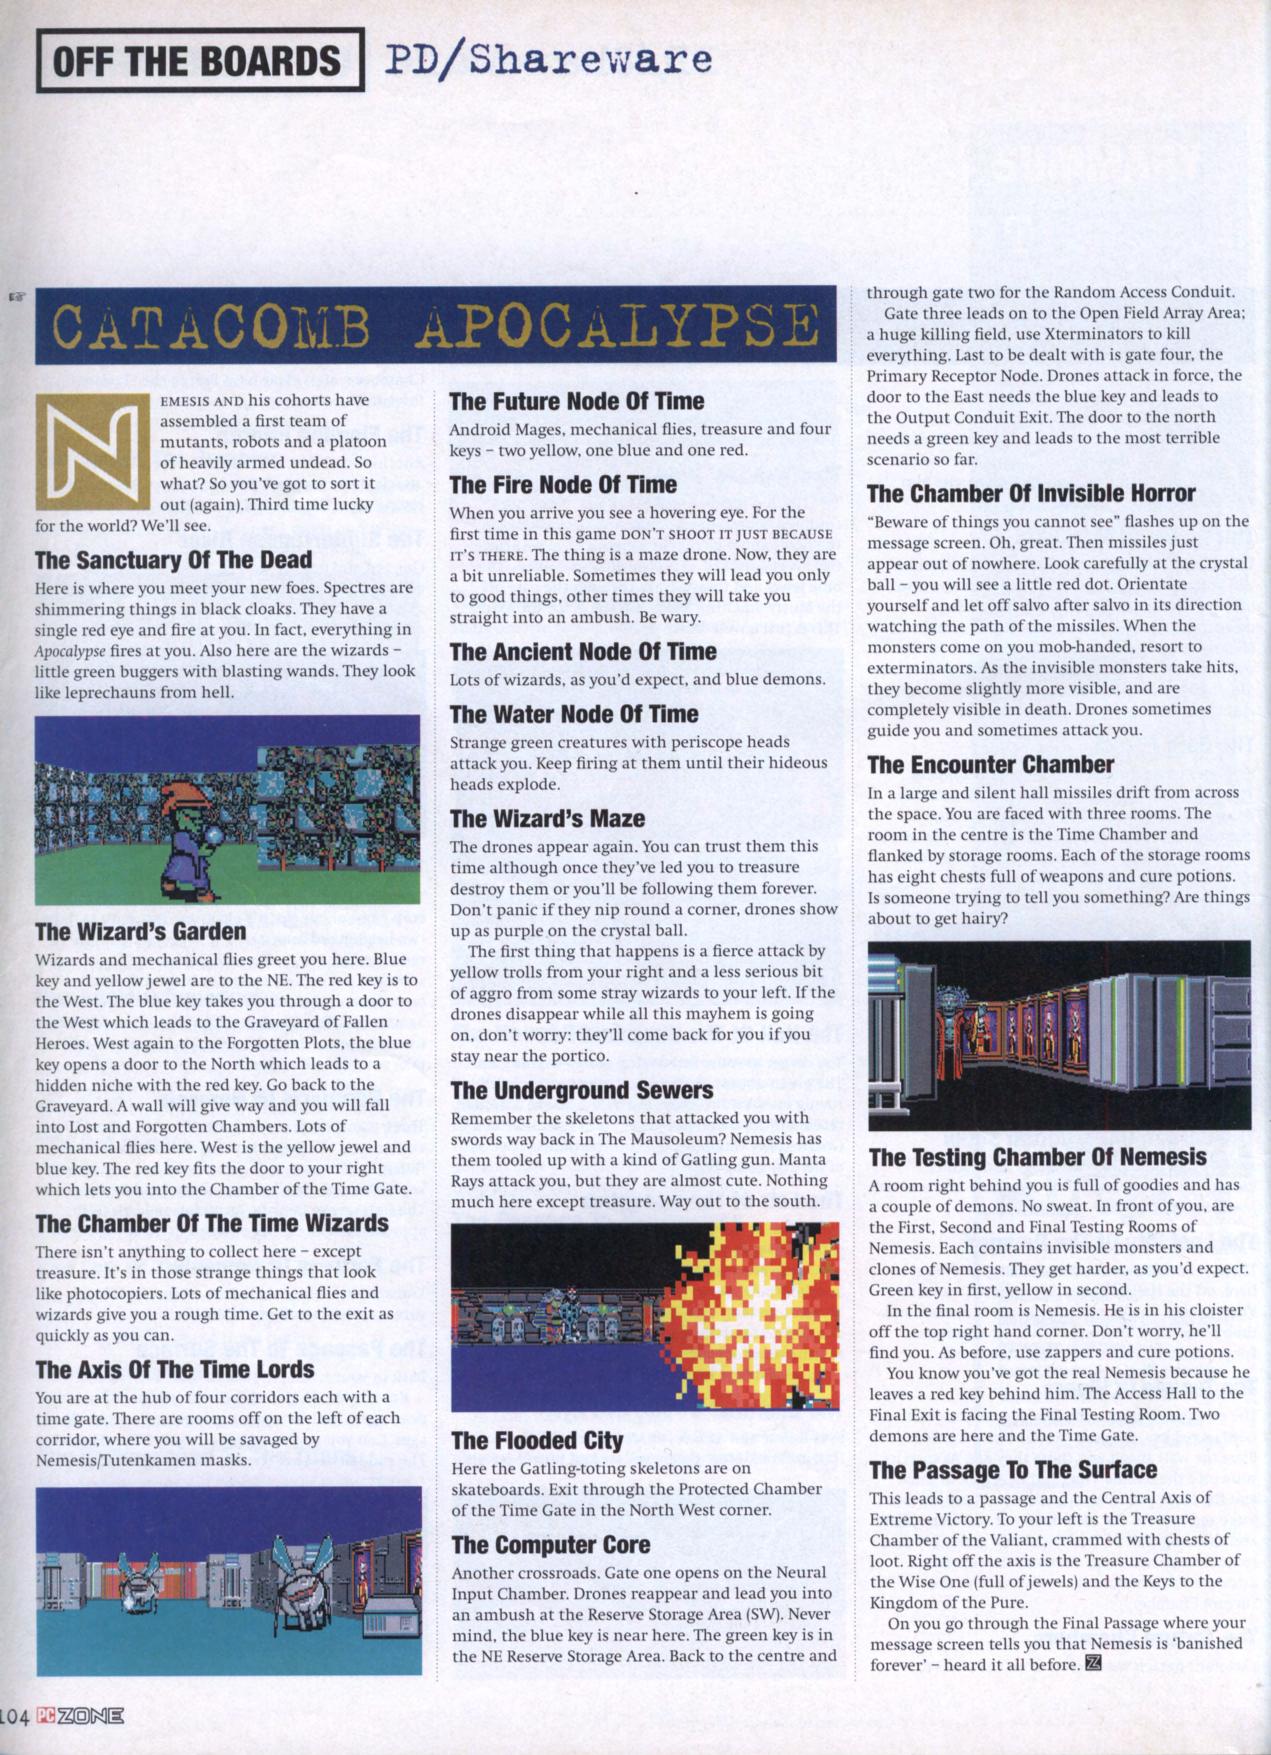 OFF THE BOARDS PD/Shareware
CATACOMB APOCALYPSE
NEMESIS AND his cohorts have
assembled a first team of
mutants, robots and a platoon
of heavily armed undead. So
what? So you've got to sort it
out (again). Third time lucky
for the world? We'll see.
The Sanctuary Of The Dead
Here is where you meet your new foes. Spectres are
shimmering things in black cloaks. They have a
single red eye and fire at you. In fact, everything in
Apocalypse fires at you. Also here are the wizards –
little green buggers with blasting wands. They look
like leprechauns from hell.
The Wizard's Garden
Wizards and mechanical flies greet you here. Blue
key and yellow jewel are to the NE. The red key is to
the West. The blue key takes you through a door to
the West which leads to the Graveyard of Fallen
Heroes. West again to the Forgotten Plots, the blue
key opens a door to the North which leads to a
hidden niche with the red key. Go back to the
Graveyard. A wall will give way and you will fall
into Lost and Forgotten Chambers. Lots of
mechanical flies here. West is the yellow jewel and
blue key. The red key fits the door to your right
which lets you into the Chamber of the Time Gate.
The Chamber Of The Time Wizards
There isn't anything to collect here – except
treasure. It's in those strange things that look
like photocopiers. Lots of mechanical flies and
wizards give you a rough time. Get to the exit as
quickly as you can.
The Axis Of The Time Lords
You are at the hub of four corridors each with a
time gate. There are rooms off on the left of each
corridor, where you will be savaged by
Nemesis/Tutenkamen masks.
The Future Node Of Time
Android Mages, mechanical flies, treasure and four
keys – two yellow, one blue and one red.
The Fire Node Of Time
When you arrive you see a hovering eye. For the
first time in this game DON'T SHOOT IT JUST BECAUSE
IT'S THERE. The thing is a maze drone. Now, they are
a bit unreliable. Sometimes they will lead you only
to good things, other times they will take you
straight into an ambush. Be wary.
The Ancient Node Of Time
Lots of wizards, as you'd expect, and blue demons.
The Water Node Of Time
Strange green creatures with periscope heads
attack you. Keep firing at them until their hideous
heads explode.
The Wizard's Maze
The drones appear again. You can trust them this
time although once they've led you to treasure
destroy them or you'll be following them forever.
Don't panic if they nip round a corner, drones show
up as purple on the crystal ball.
The first thing that happens is a fierce attack by
yellow trolls from your right and a less serious bit
of aggro from some stray wizards to your left. If the
drones disappear while all this mayhem is going
on, don't worry: they'll come back for you if you
stay near the portico.
The Underground Sewers
Remember the skeletons that attacked you with
swords way back in The Mausoleum? Nemesis has
them tooled up with a kind of Gatling gun. Manta
Rays attack you, but they are almost cute. Nothing
much here except treasure. Way out to the south.
The Flooded City
Here the Gatling-toting skeletons are on
skateboards. Exit through the Protected Chamber
of the Time Gate in the North West corner.
The Computer Core
Another crossroads. Gate one opens on the Neural
Input Chamber. Drones reappear and lead you into
an ambush at the Reserve Storage Area (SW). Never
mind, the blue key is near here. The green key is in
the NE Reserve Storage Area. Back to the centre and
through gate two for the Random Access Conduit.
Gate three leads on to the Open Field Array Area;
a huge killing field, use Xterminators to kill
everything. Last to be dealt with is gate four, the
Primary Receptor Node. Drones attack in force, the
door to the East needs the blue key and leads to
the Output Conduit Exit. The door to the north
needs a green key and leads to the most terrible
scenario so far.
The Chamber Of Invisible Horror
“Beware of things you cannot see” flashes up on the
message screen. Oh, great. Then missiles just
appear out of nowhere. Look carefully at the crystal
ball – you will see a little red dot. Orientate
yourself and let off salvo after salvo in its direction
watching the path of the missiles. When the
monsters come on you mob-handed, resort to
exterminators. As the invisible monsters take hits,
they become slightly more visible, and are
completely visible in death. Drones sometimes
guide you and sometimes attack you.
The Encounter Chamber
In a large and silent hall missiles drift from across
the space. You are faced with three rooms. The
room in the centre is the Time Chamber and
flanked by storage rooms. Each of the storage rooms
has eight chests full of weapons and cure potions.
Is someone trying to tell you something? Are things
about to get hairy?
The Testing Chamber Of Nemesis
A room right behind you is full of goodies and has
a couple of demons. No sweat. In front of you, are
the First, Second and Final Testing Rooms of
Nemesis. Each contains invisible monsters and
clones of Nemesis. They get harder, as you'd expect.
Green key in first, yellow in second.
In the final room is Nemesis. He is in his cloister
off the top right hand corner. Don't worry, he'll
find you. As before, use zappers and cure potions.
You know you've got the real Nemesis because he
leaves a red key behind him. The Access Hall to the
Final Exit is facing the Final Testing Room. Two
demons are here and the Time Gate.
The Passage To The Surface
This leads to a passage and the Central Axis of
Extreme Victory. To your left is the Treasure
Chamber of the Valiant, crammed with chests of
loot. Right off the axis is the Treasure Chamber of
the Wise One (full of jewels) and the Keys to the
Kingdom of the Pure.
On you go through the Final Passage where your
message screen tells you that Nemesis is ‘banished
forever’ – heard it all before. Z
104 PC ZONE